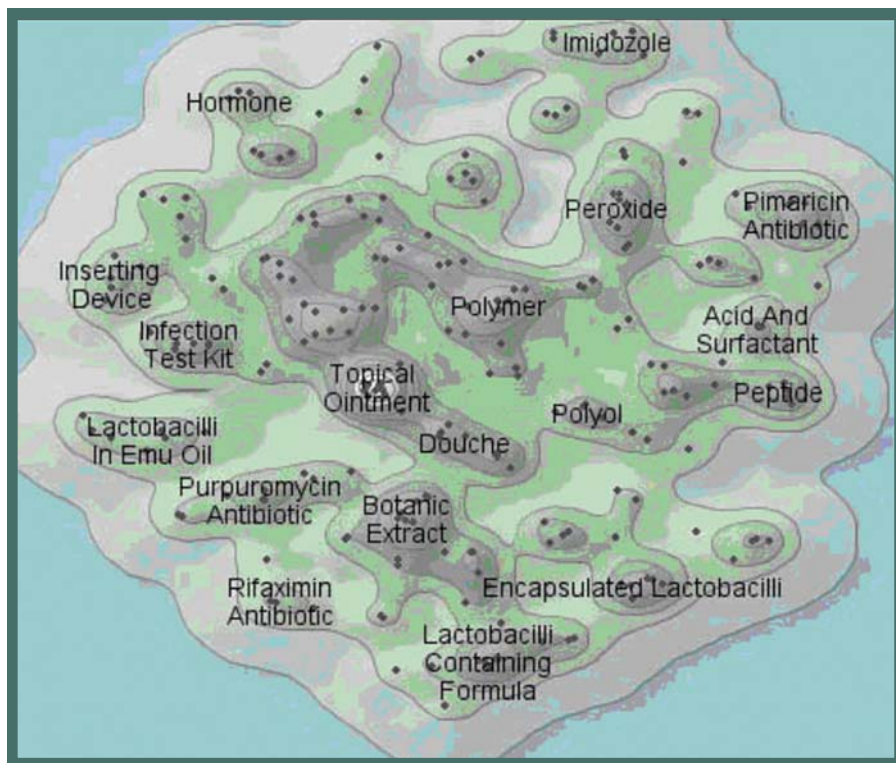 Imidozole
Hormone
Peroxide
Pimaricin
Antibiotic
Inserting
Device
Polymer
Infection
Test Kit
Acid And
Surfactant
Topical
Ointment
Polyol
Peptide
Lactobacilli
In Emu Oil
Douche
Purpuromycin
Antibiotic
Botanic
Extract
Rifaximin
Antibiotic
Encapsulated Lactobacilli
Lactobacilli
Containing
Formula